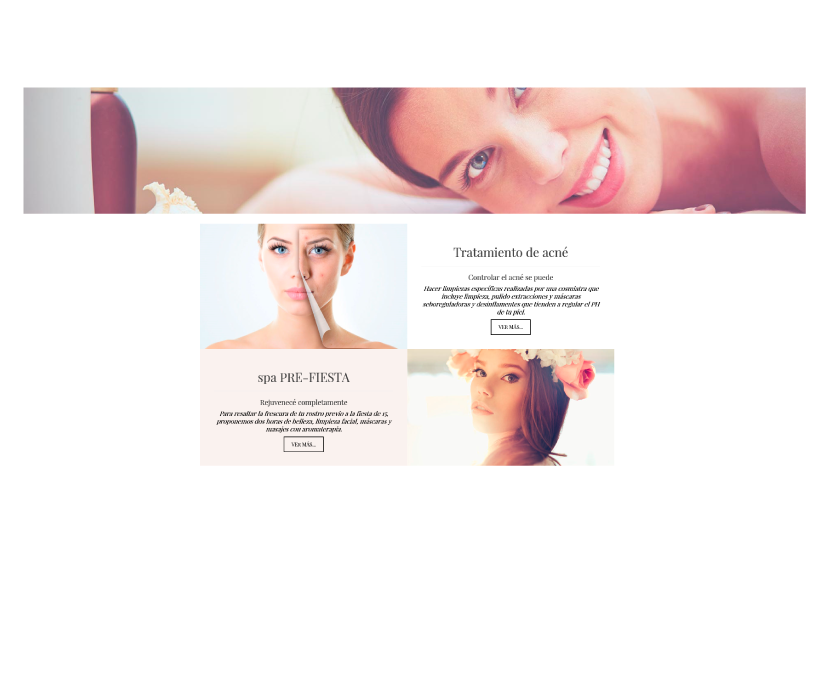 Tratamiento de acné
Controlar el acné se puede
Hacer limpiezas específicas realizadas por una cosmiatra que
incluye limpieza, pulido extracciones y máscaras
seboreguladoras y desinflamentes que tienden a regular el PH
de tu piel.
VER MÁS...
spa PRE-FIESTA
Rejuvenecé completamente
Para resaltar la frescura de tu rostro previo a la fiesta de 15,
proponemos dos horas de belleza, limpieza facial, máscaras y
masajes con aromaterapia.
VER MÁS...